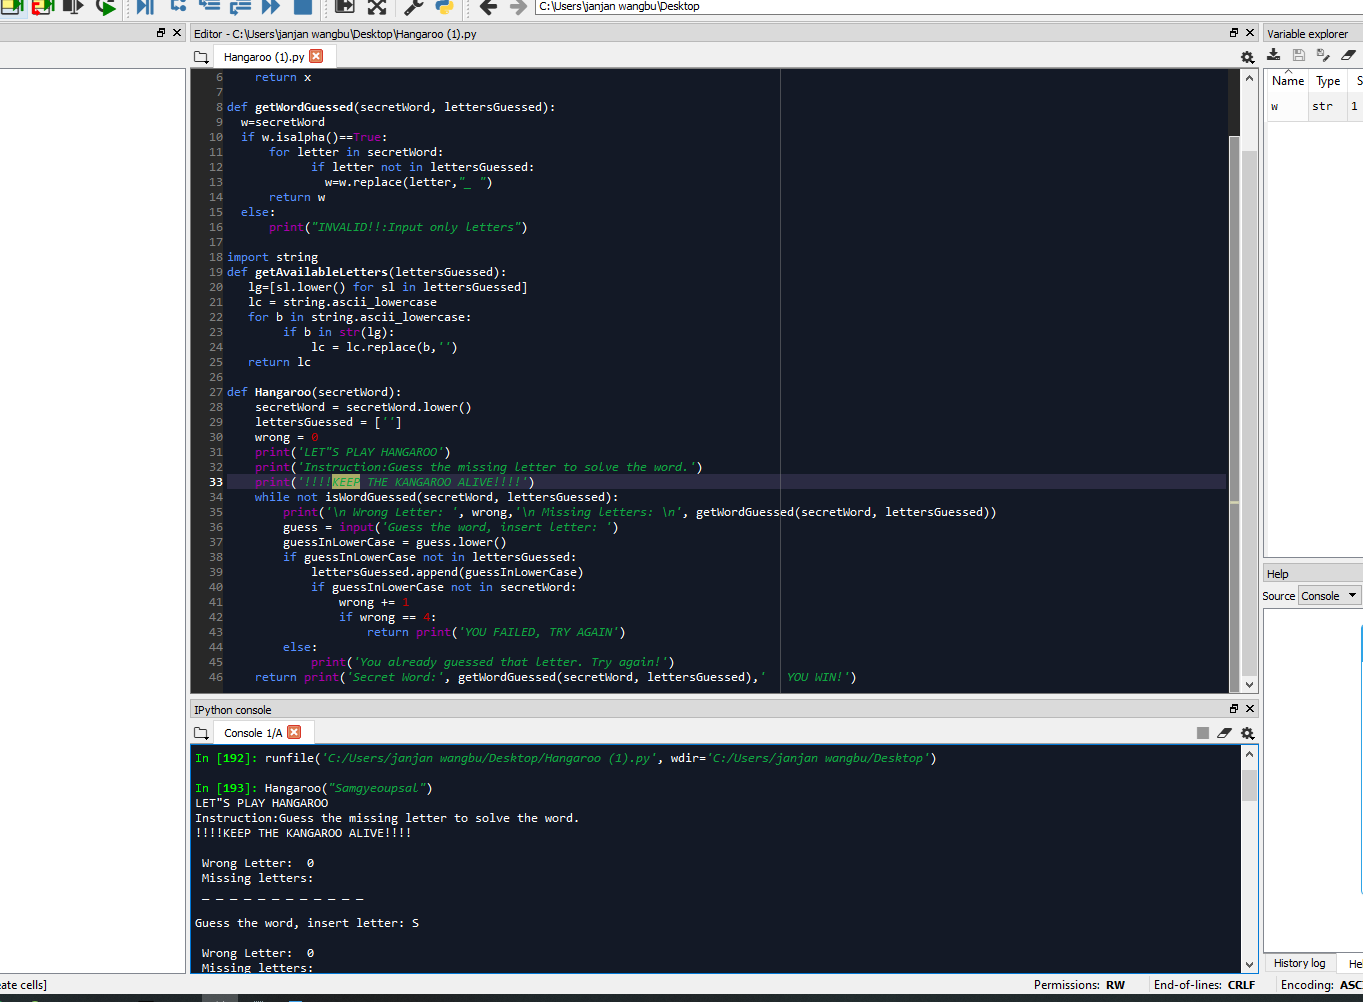 C:\Users\janjan wangbu\Desktop
Editor - C:\Users\janjan wangbu\Desktop\Hangaroo (1).py
Variable explorer
Hangaroo (1).py
Name Type S
w str 1
6     return x
7
8 def getWordGuessed(secretWord, lettersGuessed):
9   w=secretWord
10   if w.isalpha()==True:
11       for letter in secretWord:
12             if letter not in lettersGuessed:
13               w=w.replace(letter,"_ ")
14       return w
15   else:
16       print("INVALID!!:Input only letters")
17
18 import string
19 def getAvailableLetters(lettersGuessed):
20    lg=[sl.lower() for sl in lettersGuessed]
21    lc = string.ascii_lowercase
22    for b in string.ascii_lowercase:
23         if b in str(lg):
24             lc = lc.replace(b,'')
25    return lc
26
27 def Hangaroo(secretWord):
28     secretWord = secretWord.lower()
29     lettersGuessed = ['']
30     wrong = 0
31     print('LET"S PLAY HANGAROO')
32     print('Instruction:Guess the missing letter to solve the word.')
33     print('!!!!KEEP THE KANGAROO ALIVE!!!!')
34     while not isWordGuessed(secretWord, lettersGuessed):
35         print('\n Wrong Letter: ', wrong,'\n Missing letters: \n', getWordGuessed(secretWord, lettersGuessed))
36         guess = input('Guess the word, insert letter: ')
37         guessInLowerCase = guess.lower()
38         if guessInLowerCase not in lettersGuessed:
39             lettersGuessed.append(guessInLowerCase)
40             if guessInLowerCase not in secretWord:
41                 wrong += 1
42                 if wrong == 4:
43                     return print('YOU FAILED, TRY AGAIN')
44         else:
45             print('You already guessed that letter. Try again!')
46     return print('Secret Word:', getWordGuessed(secretWord, lettersGuessed),'   YOU WIN!')
Help
Source Console
IPython console
Console 1/A
In [192]: runfile('C:/Users/janjan wangbu/Desktop/Hangaroo (1).py', wdir='C:/Users/janjan wangbu/Desktop')
In [193]: Hangaroo("Samgyeoupsal")
LET"S PLAY HANGAROO
Instruction:Guess the missing letter to solve the word.
!!!!KEEP THE KANGAROO ALIVE!!!!
Wrong Letter:  0
Missing letters:
_ _ _ _ _ _ _ _ _ _ _ _
Guess the word, insert letter: S
Wrong Letter:  0
Missing letters:
History log He
eate cells] Permissions: RW End-of-lines: CRLF Encoding: ASC